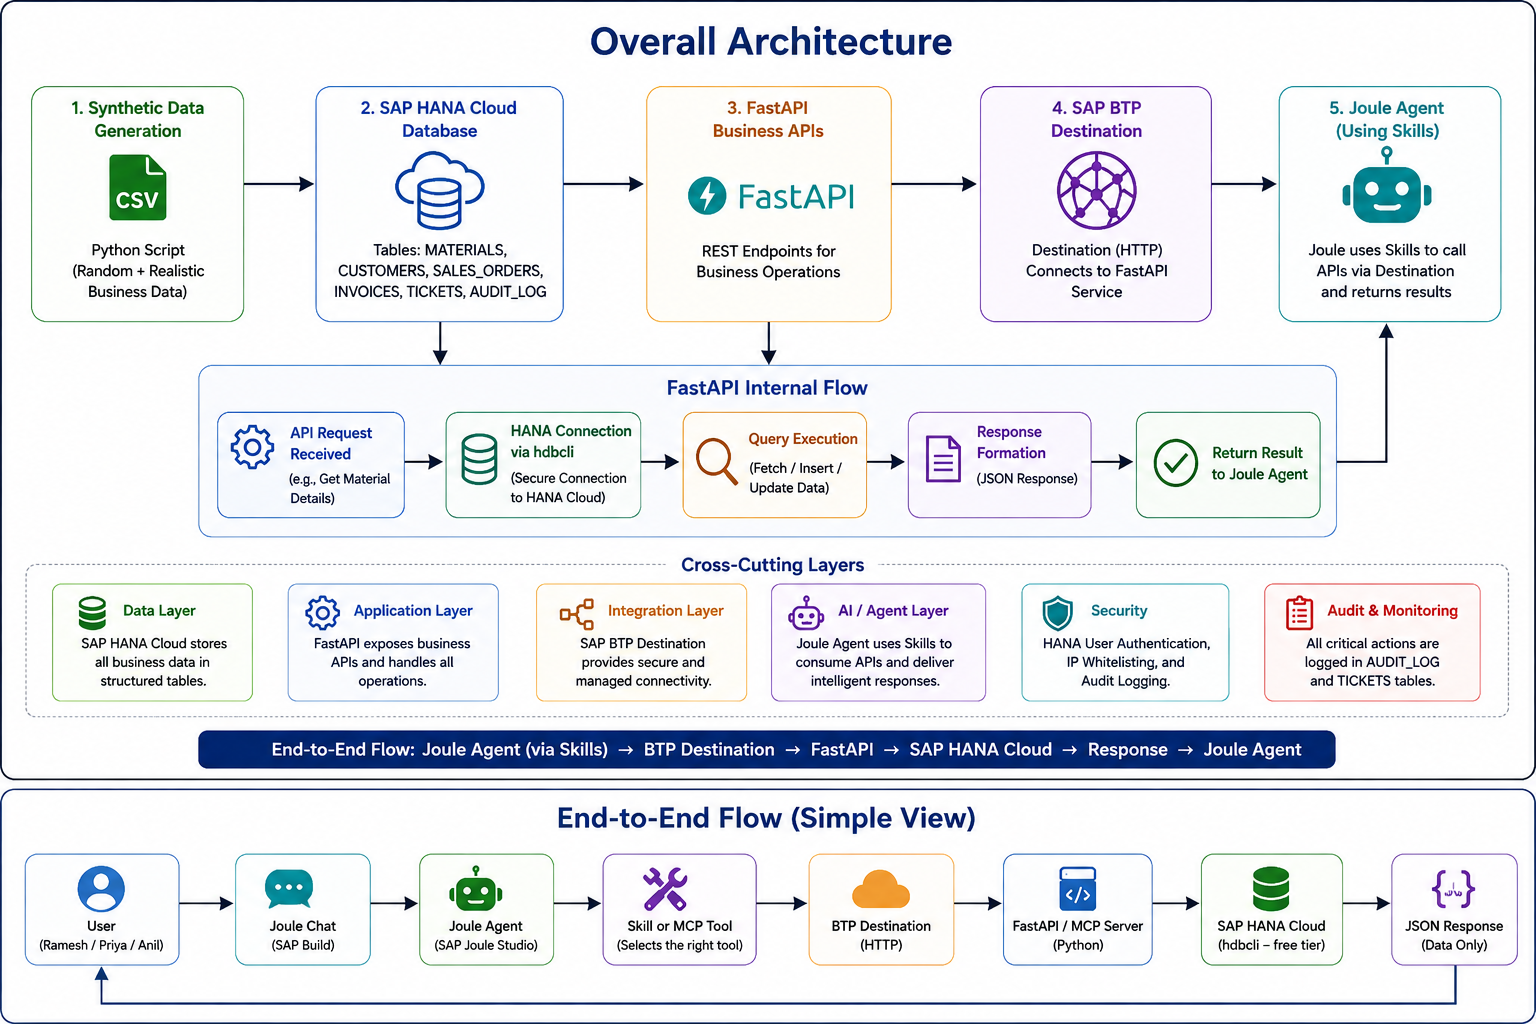 Overall Architecture
1. Synthetic Data
Generation
CSV
Python Script
(Random + Realistic
Business Data)
2. SAP HANA Cloud
Database
Tables: MATERIALS,
CUSTOMERS, SALES_ORDERS,
INVOICES, TICKETS, AUDIT_LOG
3. FastAPI
Business APIs
FastAPI
REST Endpoints for
Business Operations
4. SAP BTP
Destination
Destination (HTTP)
Connects to FastAPI
Service
5. Joule Agent
(Using Skills)
Joule uses Skills to call
APIs via Destination
and returns results
FastAPI Internal Flow
API Request
Received
(e.g., Get Material
Details)
HANA Connection
via hdbcli
(Secure Connection
to HANA Cloud)
Query Execution
(Fetch / Insert /
Update Data)
Response
Formation
(JSON Response)
Return Result
to Joule Agent
Cross-Cutting Layers
Data Layer
SAP HANA Cloud stores
all business data in
structured tables.
Application Layer
FastAPI exposes business
APIs and handles all
operations.
Integration Layer
SAP BTP Destination
provides secure and
managed connectivity.
AI / Agent Layer
Joule Agent uses Skills to
consume APIs and deliver
intelligent responses.
Security
HANA User Authentication,
IP Whitelisting, and
Audit Logging.
Audit & Monitoring
All critical actions are
logged in AUDIT_LOG
and TICKETS tables.
End-to-End Flow: Joule Agent (via Skills) → BTP Destination → FastAPI → SAP HANA Cloud → Response → Joule Agent
End-to-End Flow (Simple View)
User
(Ramesh / Priya / Anil)
Joule Chat
(SAP Build)
Joule Agent
(SAP Joule Studio)
Skill or MCP Tool
(Selects the right tool)
BTP Destination
(HTTP)
</>
FastAPI / MCP Server
(Python)
SAP HANA Cloud
(hdbcli – free tier)
JSON Response
(Data Only)